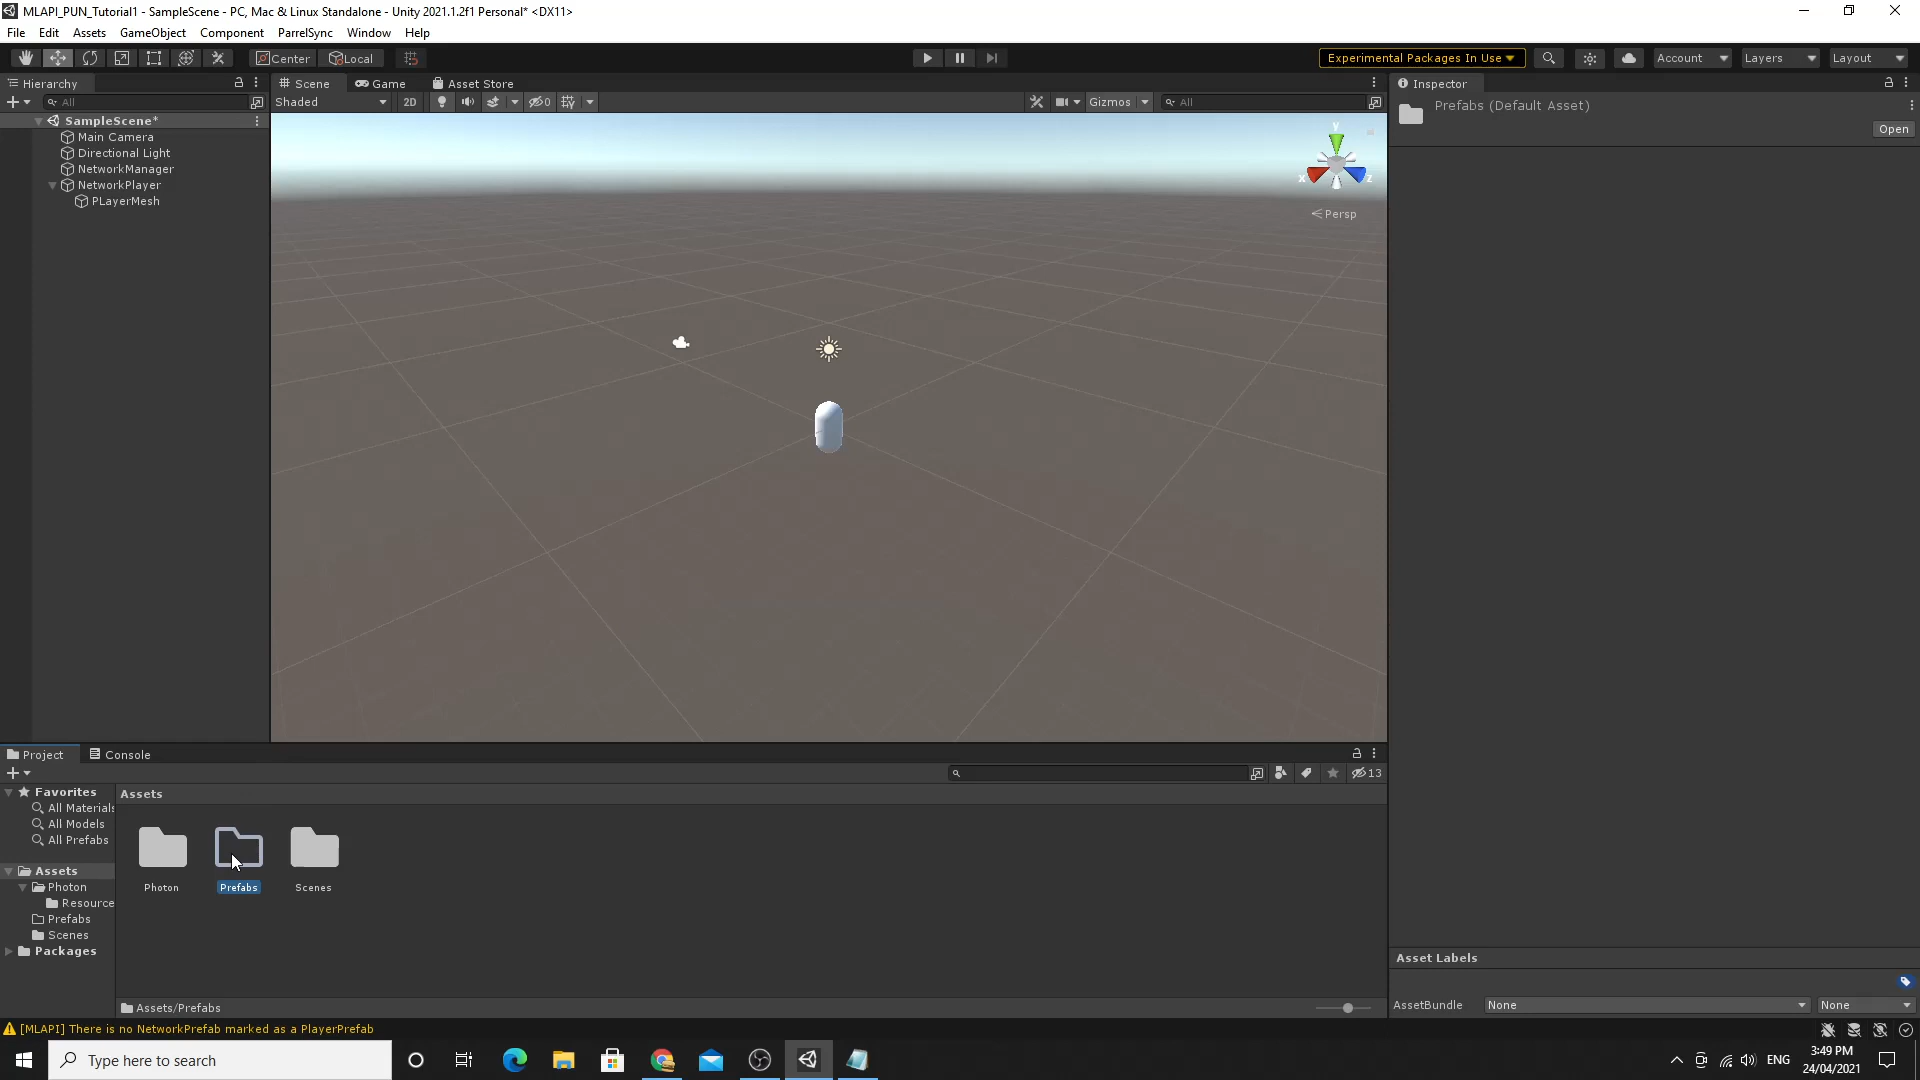 MLAPI_PUN_Tutorial1 - SampleScene - PC, Mac & Linux Standalone - Unity 2021.1.2f1 Personal* <DX11>
File Edit Assets GameObject Component ParrelSync Window Help
Center Local Experimental Packages In Use Account Layers Layout
Hierarchy Scene Game Asset Store Inspector
All Shaded 2D 0 Gizmos All
Prefabs (Default Asset)
Open
SampleScene*
Main Camera
Directional Light
NetworkManager
NetworkPlayer
PLayerMesh
y
x z
Persp
Project Console
13
Favorites
All Materials
All Models
All Prefabs
Assets
Photon
Resource
Prefabs
Scenes
Packages
Assets
Photon Prefabs Scenes
Assets/Prefabs
Asset Labels
AssetBundle None None
[MLAPI] There is no NetworkPrefab marked as a PlayerPrefab
Type here to search
ENG
3:49 PM
24/04/2021